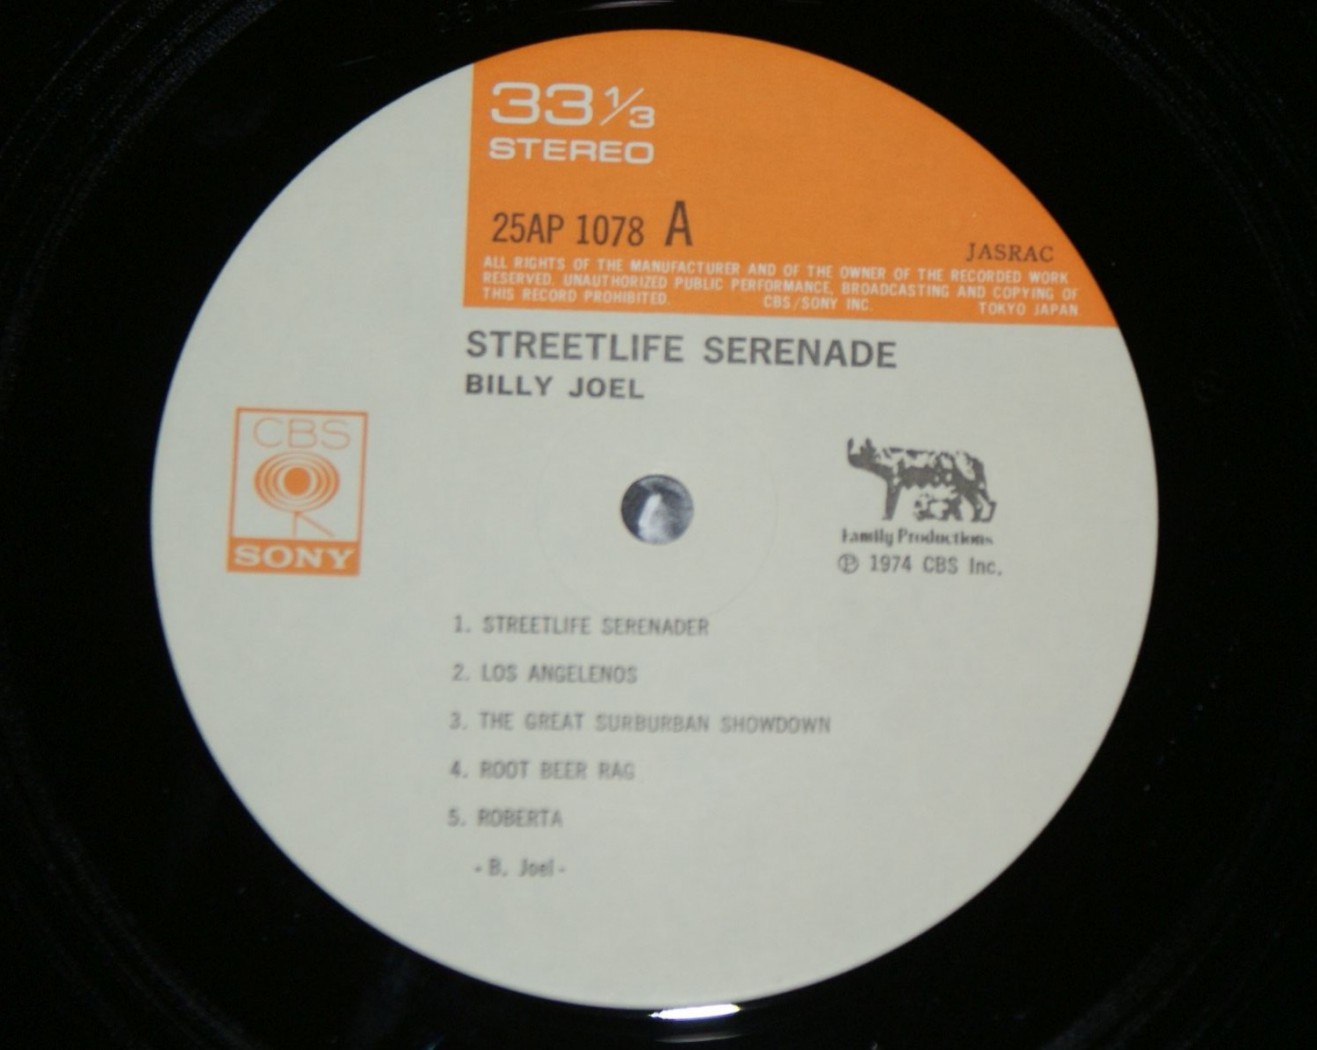 33 1/3
STEREO
25AP 1078 A
JASRAC
ALL RIGHTS OF THE MANUFACTURER AND OF THE OWNER OF THE RECORDED WORK
RESERVED. UNAUTHORIZED PUBLIC PERFORMANCE, BROADCASTING AND COPYING OF
THIS RECORD PROHIBITED. CBS/SONY INC. TOKYO JAPAN
STREETLIFE SERENADE
BILLY JOEL
CBS
SONY
Family Productions
℗ 1974 CBS Inc.
1. STREETLIFE SERENADER
2. LOS ANGELENOS
3. THE GREAT SURBURBAN SHOWDOWN
4. ROOT BEER RAG
5. ROBERTA
- B. Joel -